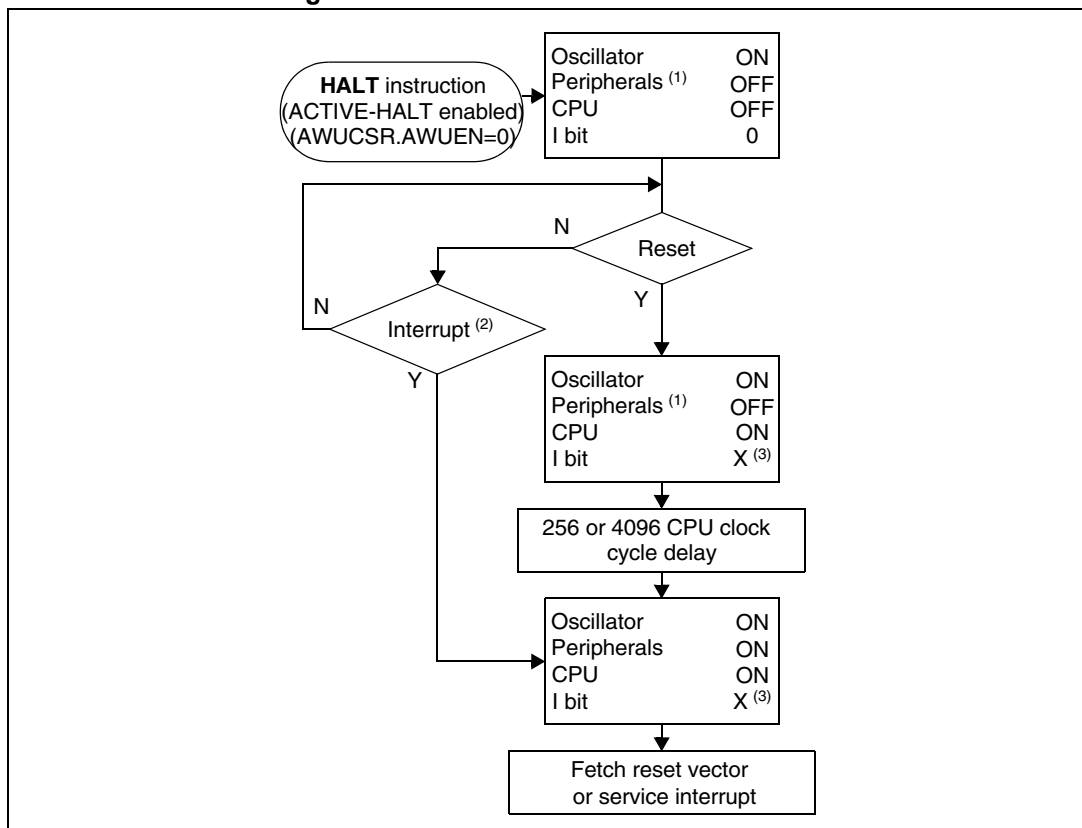 HALT instruction
(ACTIVE-HALT enabled)
(AWUCSR.AWUEN=0)
Oscillator ON
Peripherals (1) OFF
CPU OFF
I bit 0
N
Reset
Y
N
Interrupt (2)
Y
Oscillator ON
Peripherals (1) OFF
CPU ON
I bit X (3)
256 or 4096 CPU clock
cycle delay
Oscillator ON
Peripherals ON
CPU ON
I bit X (3)
Fetch reset vector
or service interrupt